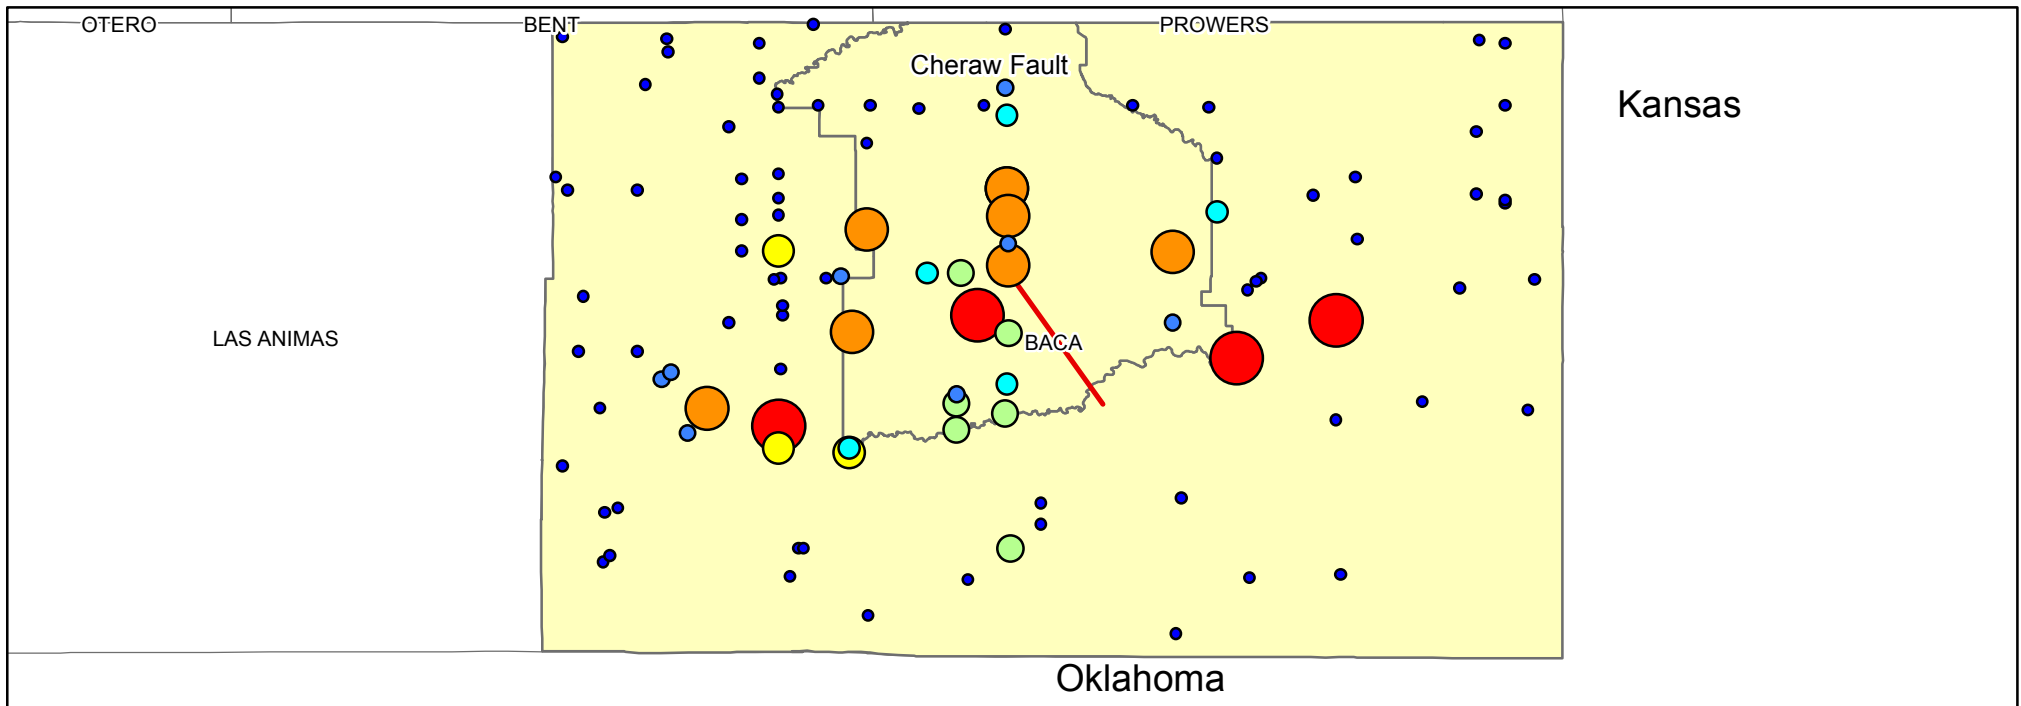 OTERO
BENT
PROWERS
Cheraw Fault
Kansas
LAS ANIMAS
BACA
Oklahoma